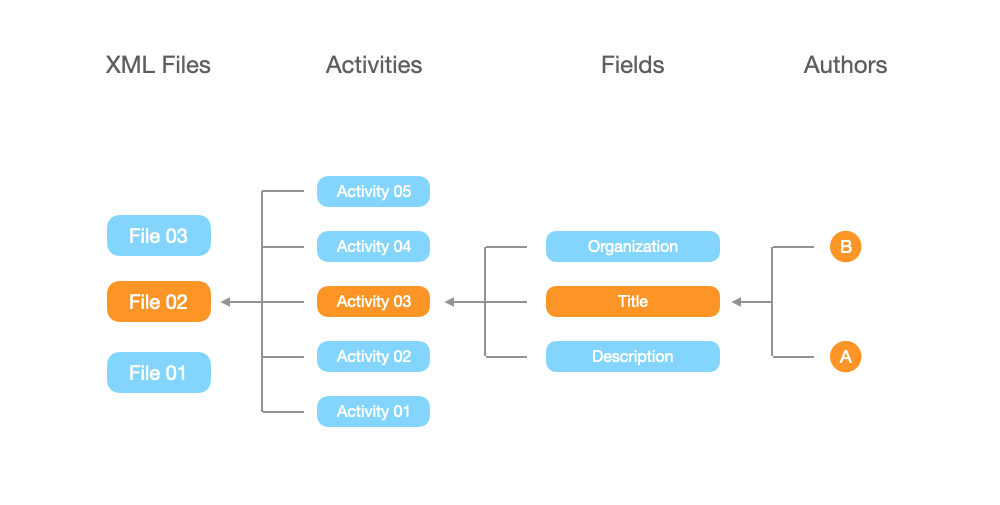 XML Files
Activities
Fields
Authors
File 03
File 02
File 01
Activity 05
Activity 04
Activity 03
Activity 02
Activity 01
Organization
Title
Description
B
A